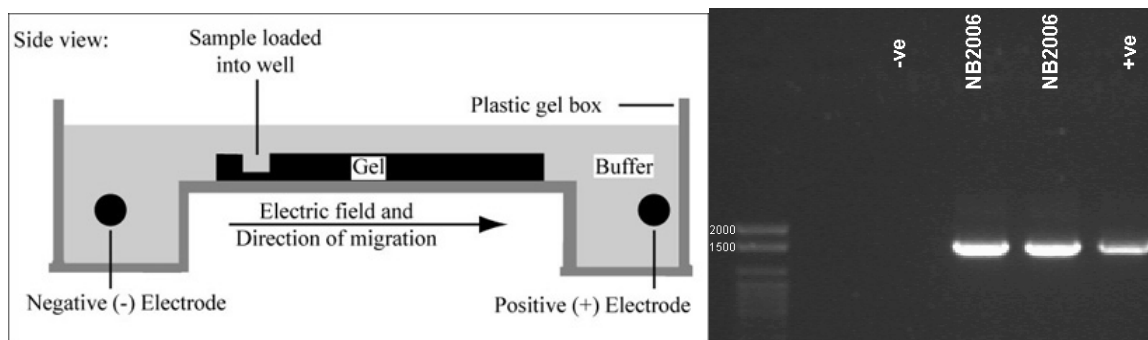 Side view:
Sample loaded
into well
Plastic gel box
Gel
Buffer
Electric field and
Direction of migration
Negative (-) Electrode
Positive (+) Electrode
-ve
NB2006
NB2006
+ve
2000
1500